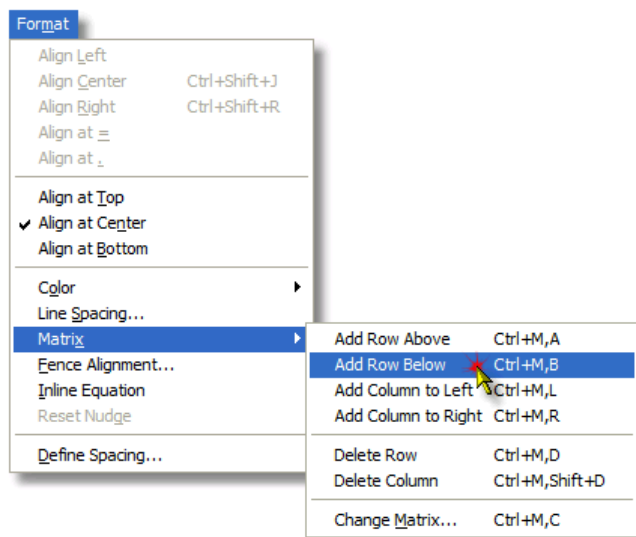 Format
Align Left
Align Center Ctrl+Shift+J
Align Right Ctrl+Shift+R
Align at =
Align at .
Align at Top
Align at Center
Align at Bottom
Color
Line Spacing...
Matrix
Fence Alignment...
Inline Equation
Reset Nudge
Define Spacing...
Add Row Above Ctrl+M,A
Add Row Below Ctrl+M,B
Add Column to Left Ctrl+M,L
Add Column to Right Ctrl+M,R
Delete Row Ctrl+M,D
Delete Column Ctrl+M,Shift+D
Change Matrix... Ctrl+M,C